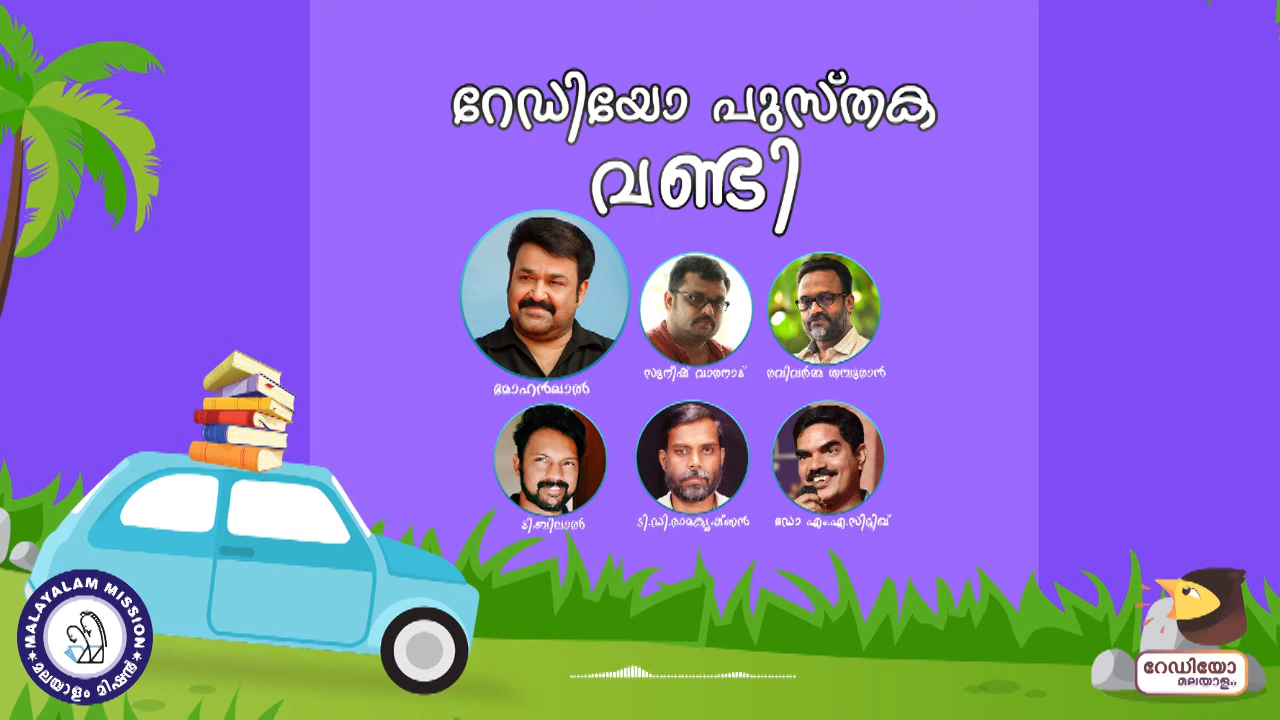 റേഡിയോ പുസ്തക
വണ്ടി
മോഹൻലാൽ
സുനീഷ് വാരനാട്
രവിവർമ്മ തമ്പുരാൻ
ടി.ഡി.രാമകൃഷ്ണൻ
ഡോ എം.എ.സിദ്ദിഖ്
MALAYALAM MISSION
മലയാളം മിഷൻ
റേഡിയോ
മലയാളം